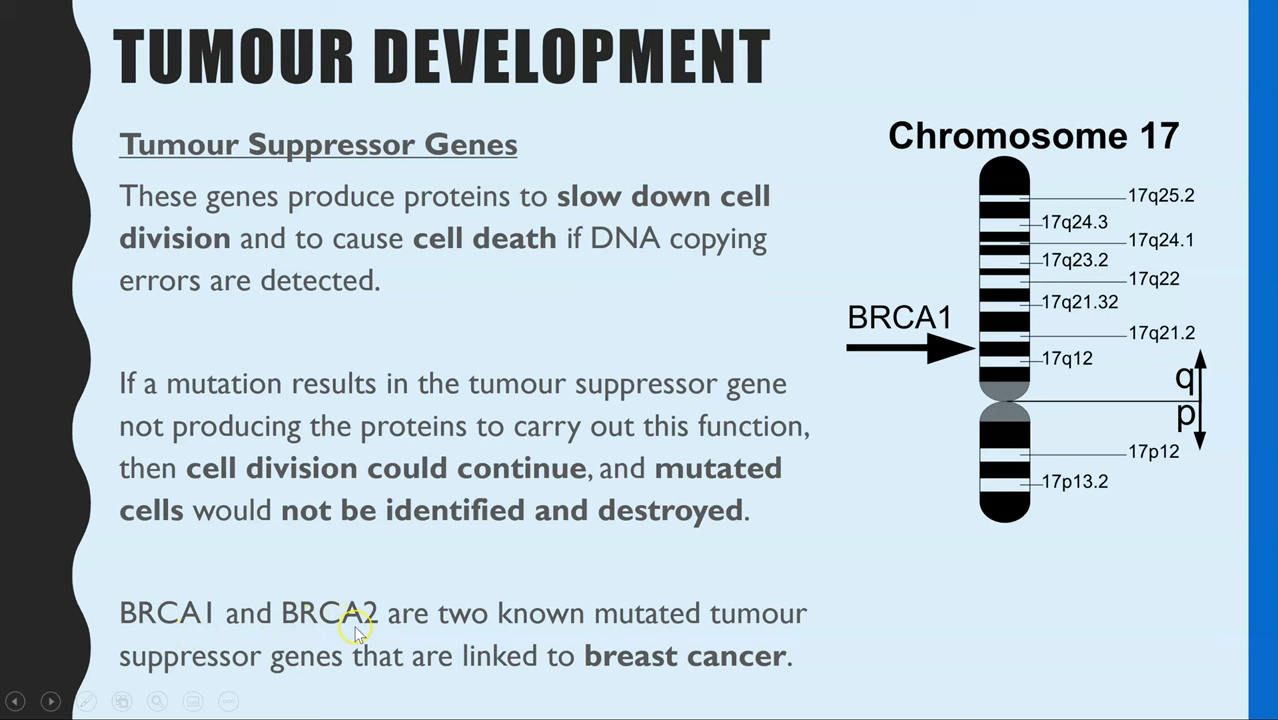 TUMOUR DEVELOPMENT
Tumour Suppressor Genes
These genes produce proteins to slow down cell
division and to cause cell death if DNA copying
errors are detected.
If a mutation results in the tumour suppressor gene
not producing the proteins to carry out this function,
then cell division could continue, and mutated
cells would not be identified and destroyed.
BRCA1 and BRCA2 are two known mutated tumour
suppressor genes that are linked to breast cancer.
Chromosome 17
17q25.2
17q24.3
17q24.1
17q23.2
17q22
17q21.32
BRCA1
17q21.2
17q12
q
p
17p12
17p13.2